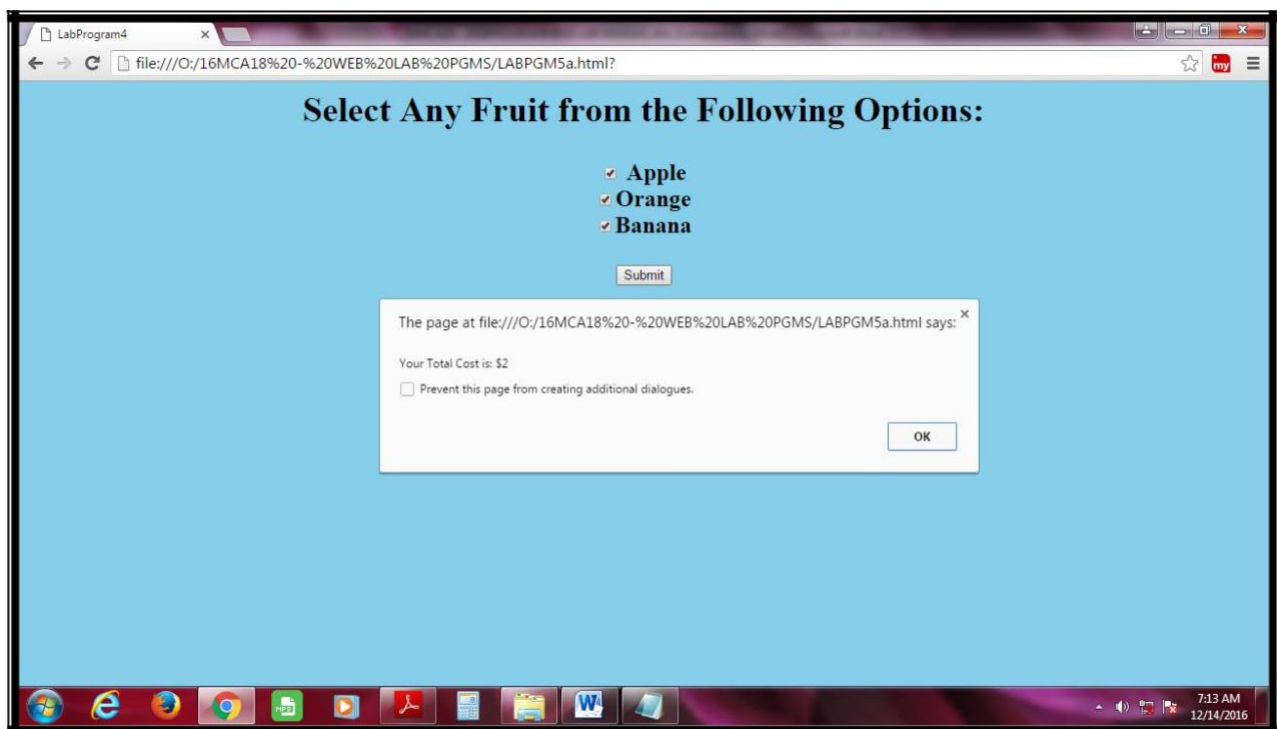 LabProgram4
file:///O:/16MCA18%20-%20WEB%20LAB%20PGMS/LABPGM5a.html?
my
Select Any Fruit from the Following Options:
Apple
Orange
Banana
Submit
The page at file:///O:/16MCA18%20-%20WEB%20LAB%20PGMS/LABPGM5a.html says:
Your Total Cost is: $2
Prevent this page from creating additional dialogues.
OK
MP3
W
7:13 AM
12/14/2016